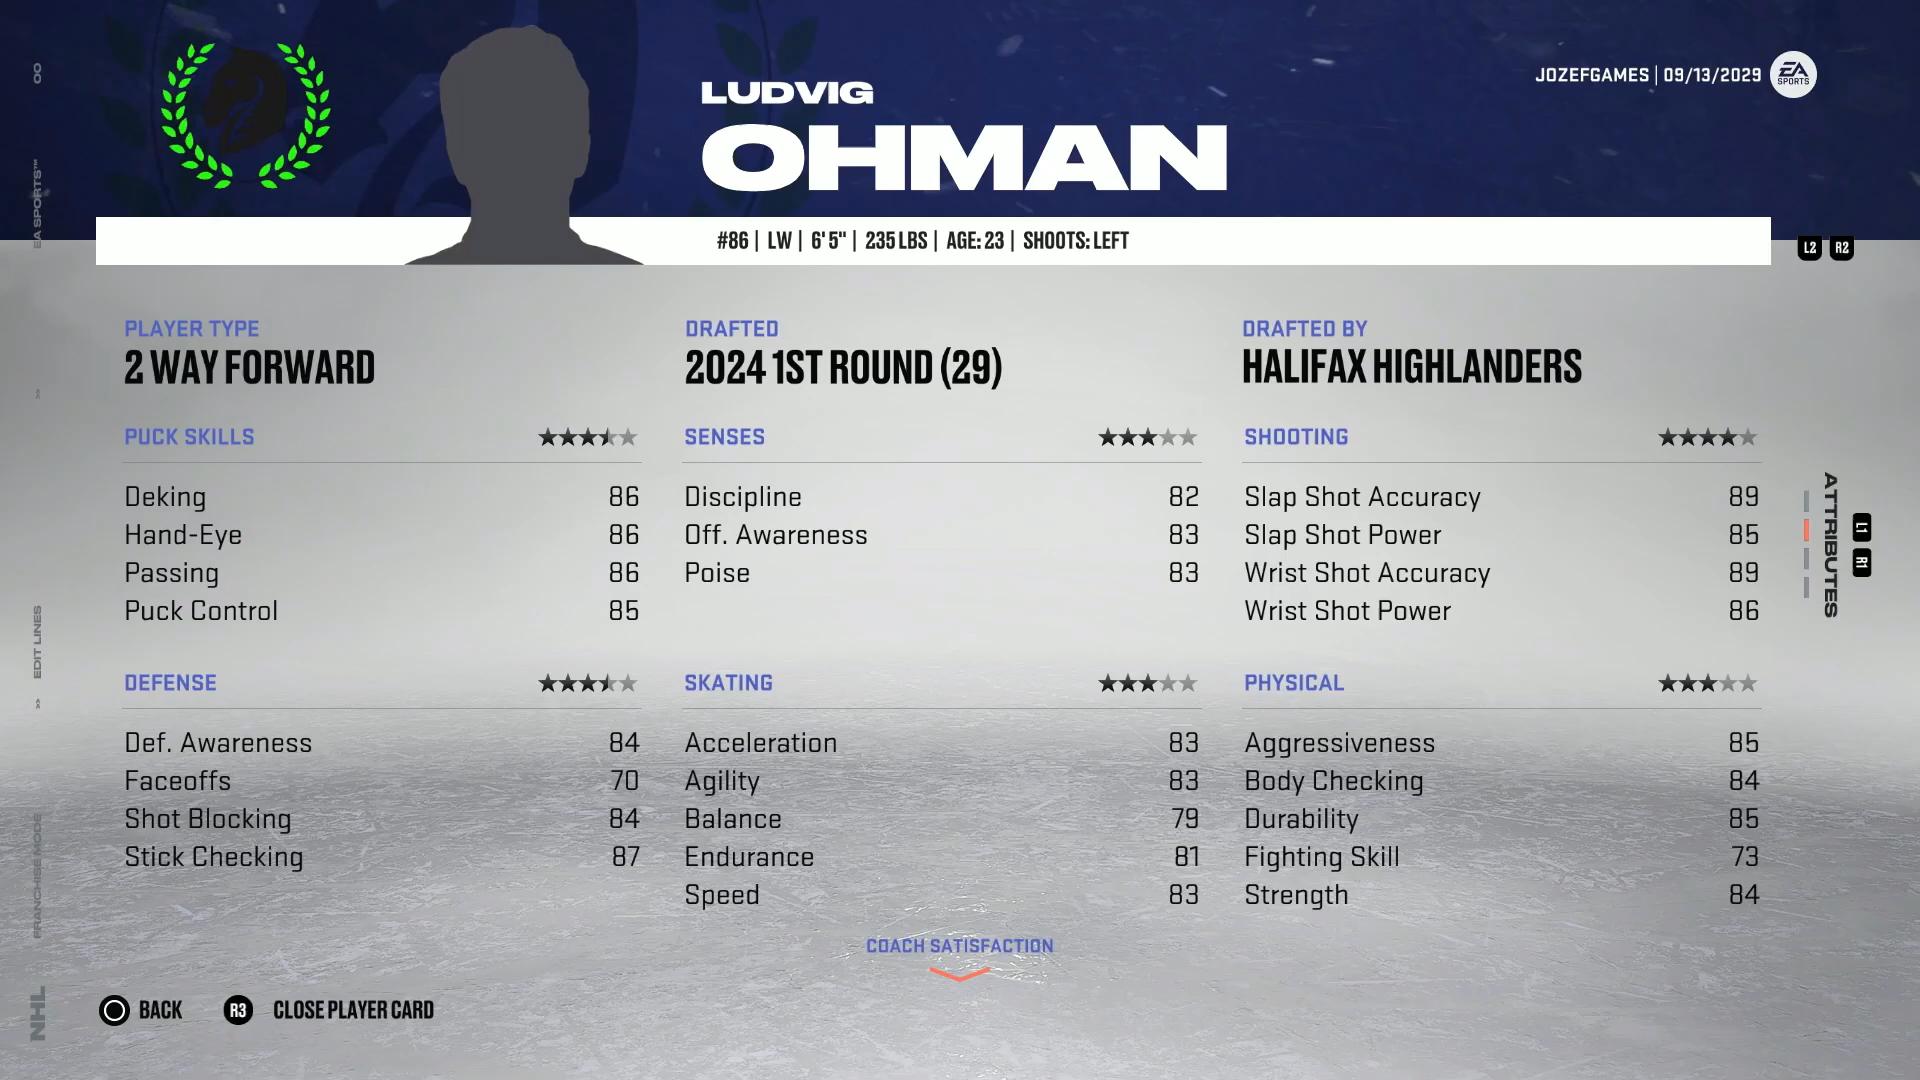 LUDVIG
OHMAN
JOZEFGAMES | 09/13/2029
EA SPORTS
#86 | LW | 6' 5" | 235 LBS | AGE: 23 | SHOOTS: LEFT
L2 R2
PLAYER TYPE
2 WAY FORWARD
DRAFTED
2024 1ST ROUND (29)
DRAFTED BY
HALIFAX HIGHLANDERS
PUCK SKILLS
Deking 86
Hand-Eye 86
Passing 86
Puck Control 85
SENSES
Discipline 82
Off. Awareness 83
Poise 83
SHOOTING
Slap Shot Accuracy 89
Slap Shot Power 85
Wrist Shot Accuracy 89
Wrist Shot Power 86
DEFENSE
Def. Awareness 84
Faceoffs 70
Shot Blocking 84
Stick Checking 87
SKATING
Acceleration 83
Agility 83
Balance 79
Endurance 81
Speed 83
PHYSICAL
Aggressiveness 85
Body Checking 84
Durability 85
Fighting Skill 73
Strength 84
COACH SATISFACTION
BACK
R3 CLOSE PLAYER CARD
ATTRIBUTES
L1 R1
NHL
FRANCHISE MODE
EDIT LINES
EA SPORTS™